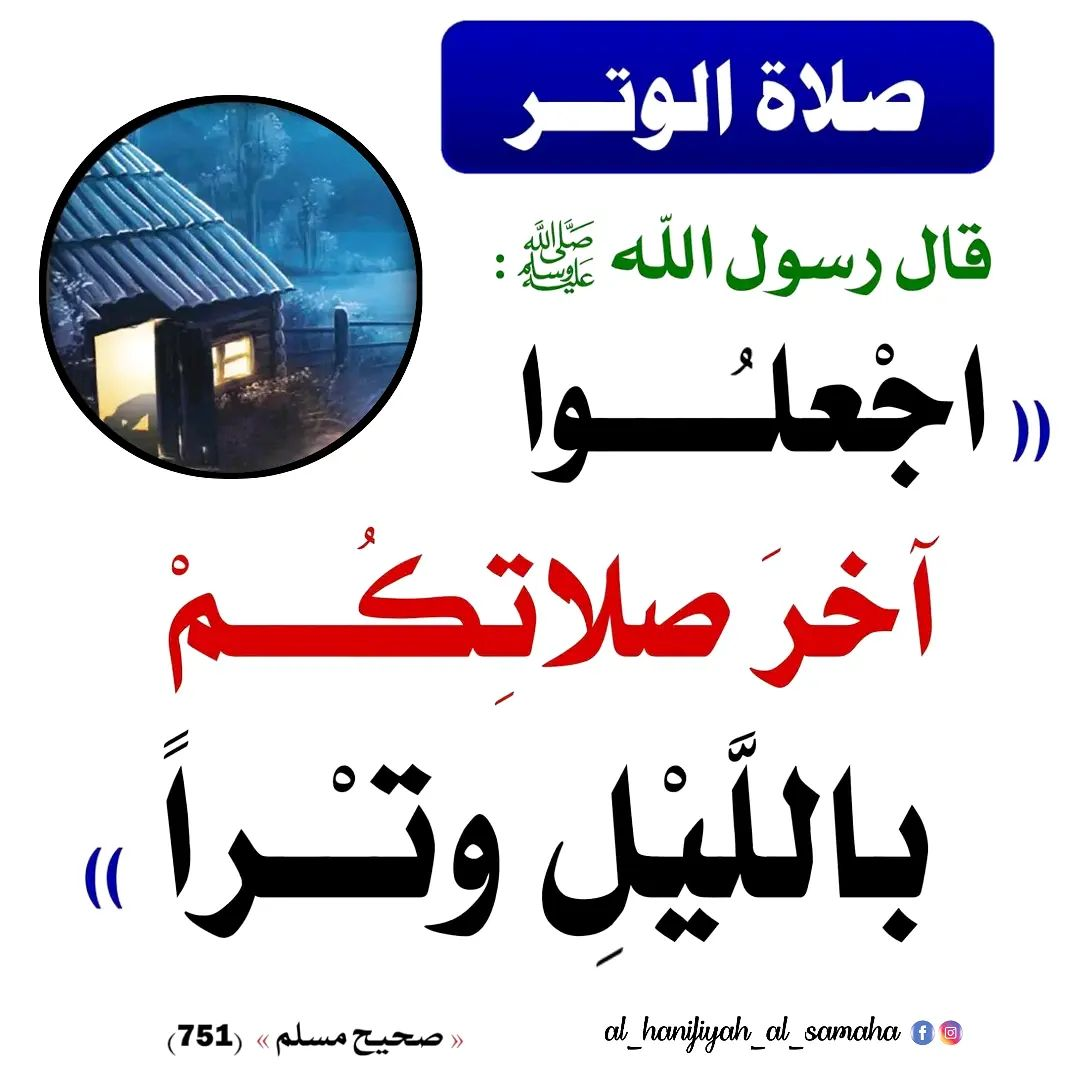 صلاة الوتر
قال رسول الله ﷺ :
(( اجْعلُوا
آخرَ صلاتِكُمْ
باللَّيْلِ وتْراً ))
« صحيح مسلم » (751)
al_hanifiyah_al_samaha